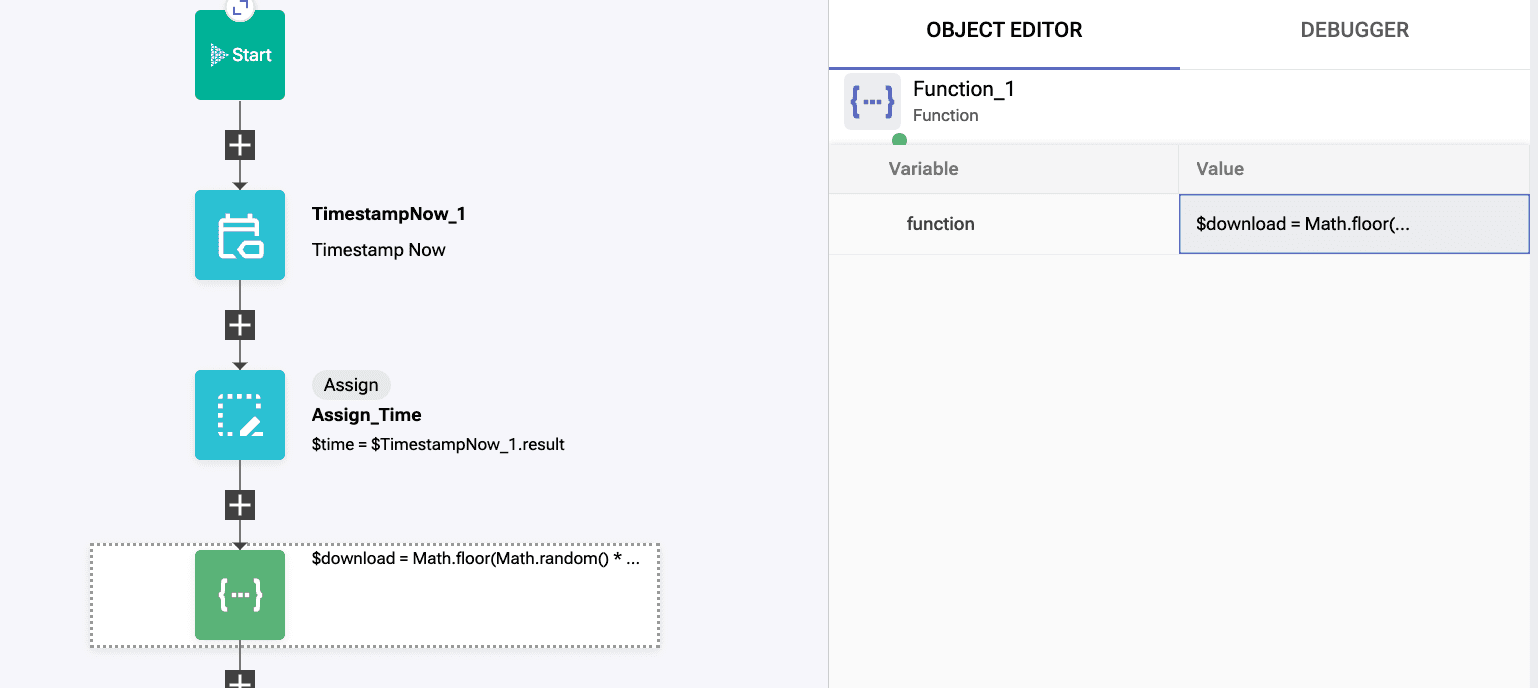 Start
TimestampNow_1
Timestamp Now
Assign
Assign_Time
$time = $TimestampNow_1.result
$download = Math.floor(Math.random() * ...
OBJECT EDITOR
DEBUGGER
Function_1
Function
Variable
Value
function
$download = Math.floor(...